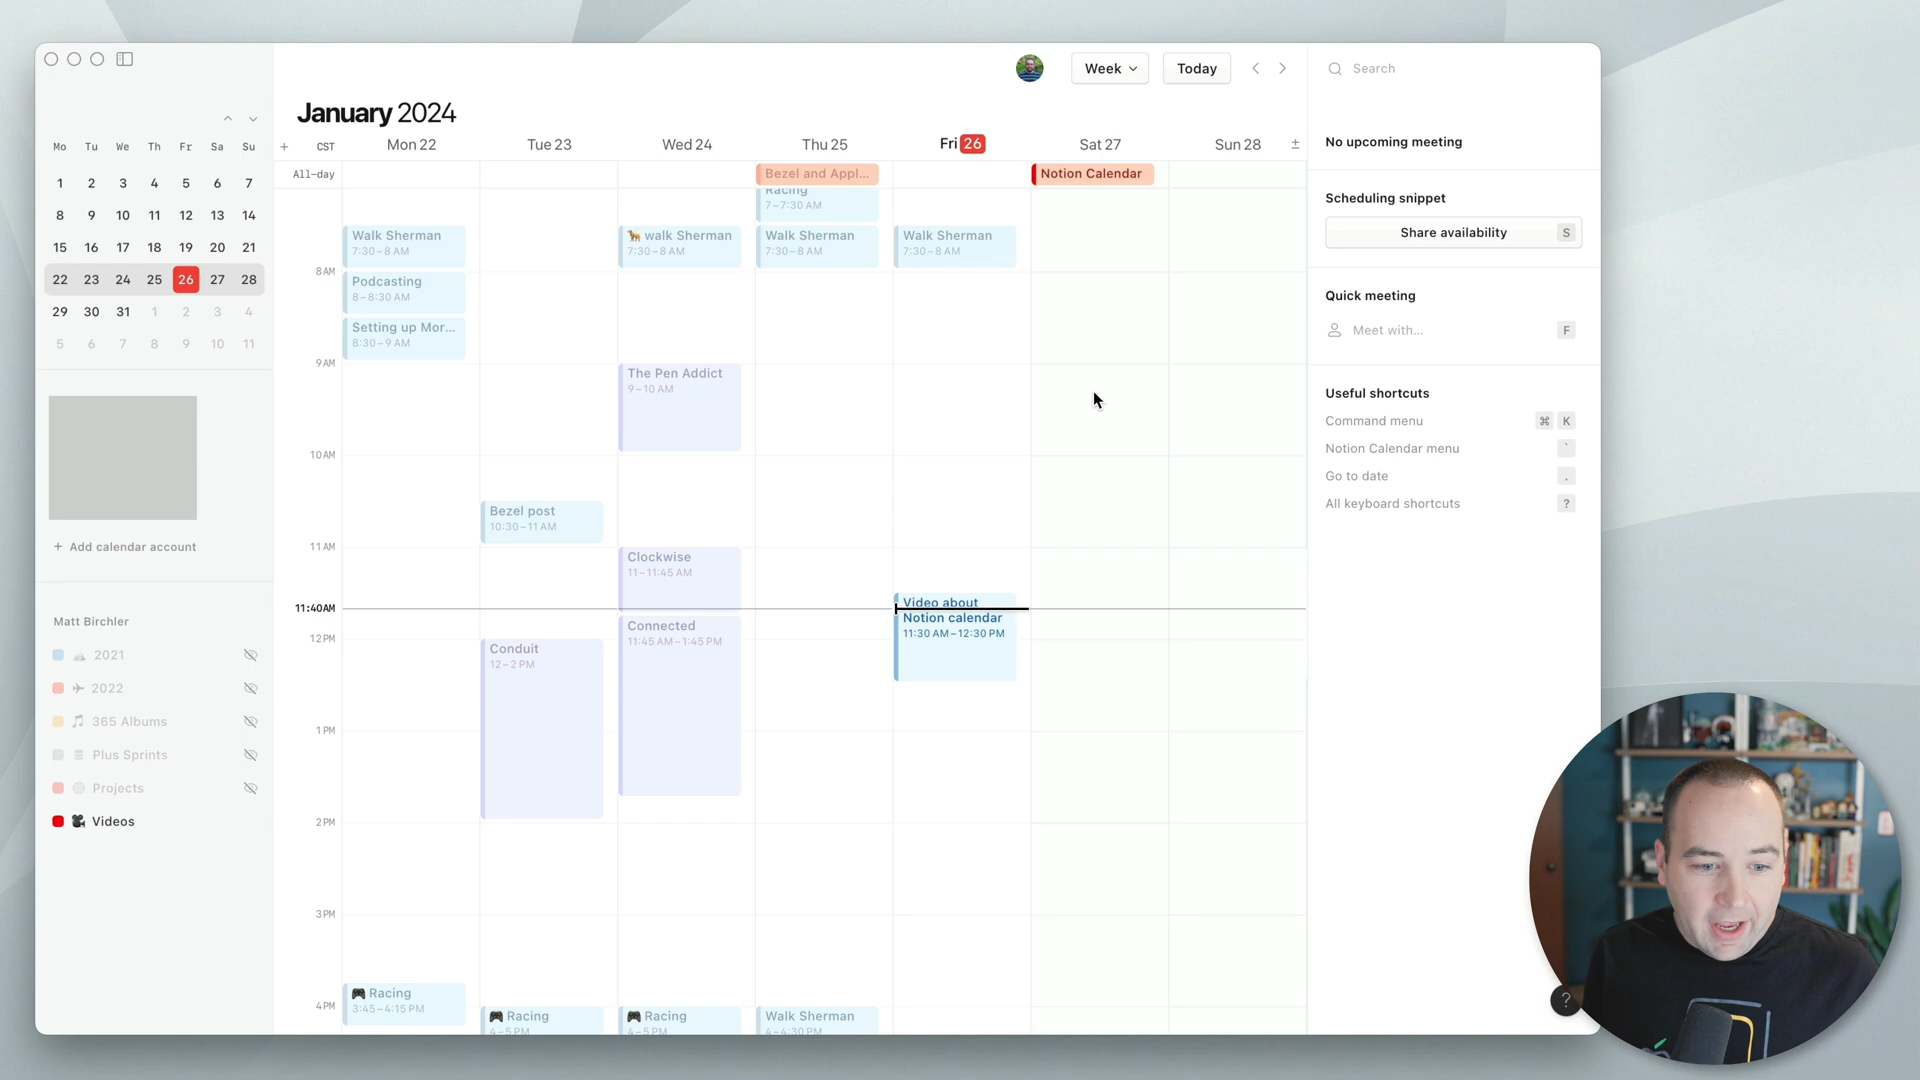 Week
Today
Search
January 2024
Mo Tu We Th Fr Sa Su
1 2 3 4 5 6 7
8 9 10 11 12 13 14
15 16 17 18 19 20 21
22 23 24 25 26 27 28
29 30 31 1 2 3 4
5 6 7 8 9 10 11
+ Add calendar account
Matt Birchler
2021
2022
365 Albums
Plus Sprints
Projects
Videos
+ CST Mon 22 Tue 23 Wed 24 Thu 25 Fri 26 Sat 27 Sun 28 ±
All-day
Bezel and Appl...
Notion Calendar
8 AM
9 AM
10 AM
11 AM
11:40AM
12 PM
1 PM
2 PM
3 PM
4 PM
Walk Sherman
7:30–8 AM
Podcasting
8–8:30 AM
Setting up Mor...
8:30–9 AM
Racing
3:45–4:15 PM
Bezel post
10:30–11 AM
Conduit
12–2 PM
Racing
4–5 PM
walk Sherman
7:30–8 AM
The Pen Addict
9–10 AM
Clockwise
11–11:45 AM
Connected
11:45 AM–1:45 PM
Racing
4–5 PM
Racing
7–7:30 AM
Walk Sherman
7:30–8 AM
Walk Sherman
4–4:30 PM
Walk Sherman
7:30–8 AM
Video about
Notion calendar
11:30 AM–12:30 PM
No upcoming meeting
Scheduling snippet
Share availability S
Quick meeting
Meet with... F
Useful shortcuts
Command menu ⌘ K
Notion Calendar menu `
Go to date .
All keyboard shortcuts ?
?